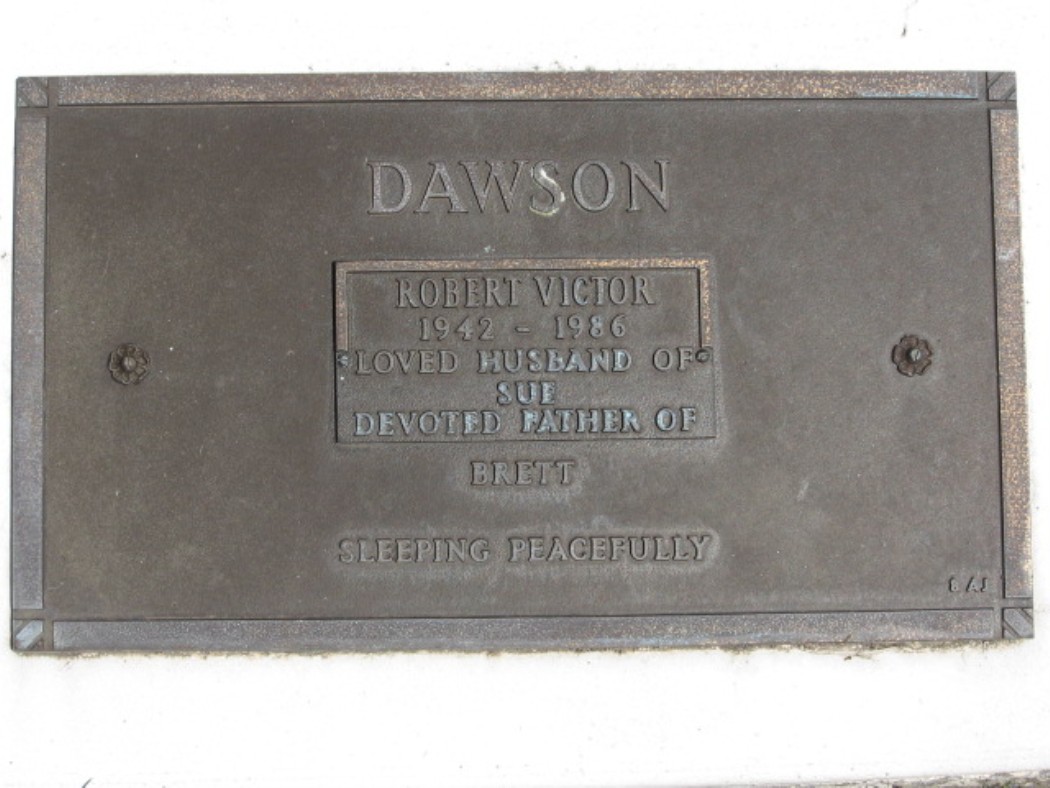 DAWSON
ROBERT VICTOR
1942 - 1986
LOVED HUSBAND OF
SUE
DEVOTED FATHER OF
BRETT
SLEEPING PEACEFULLY